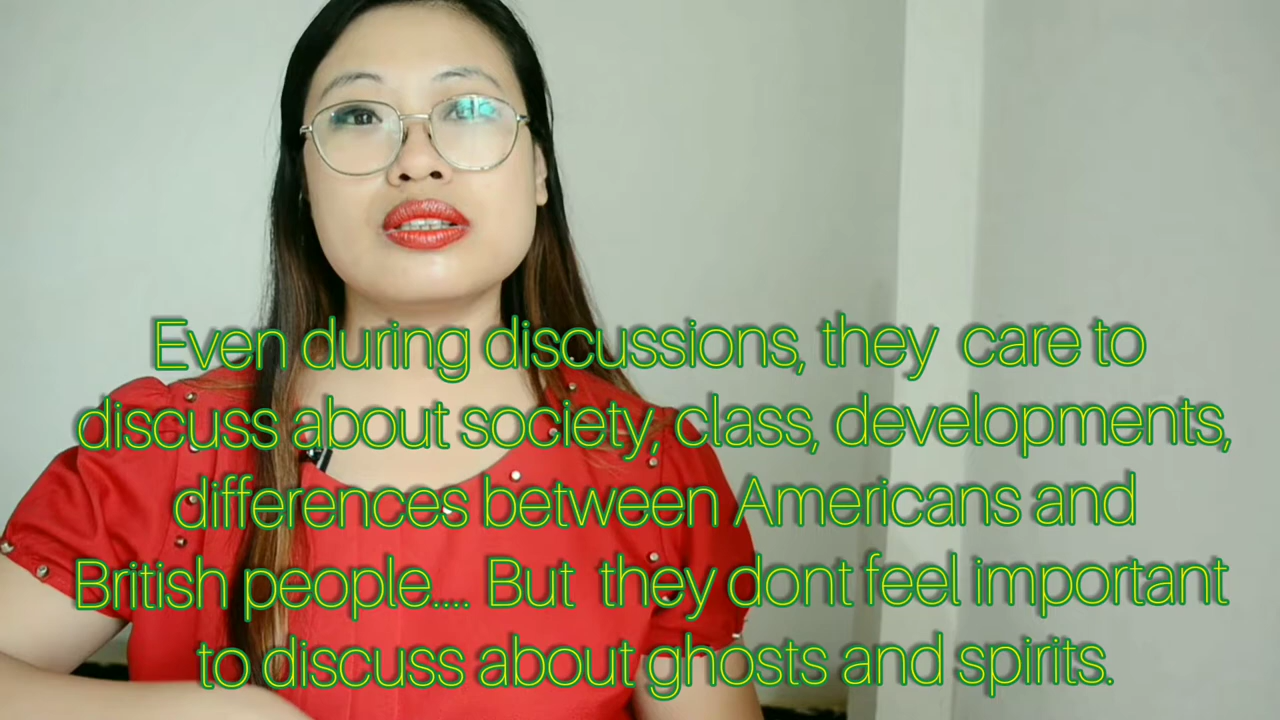 Even during discussions, they care to
discuss about society, class, developments,
differences between Americans and
British people.... But they dont feel important
to discuss about ghosts and spirits.